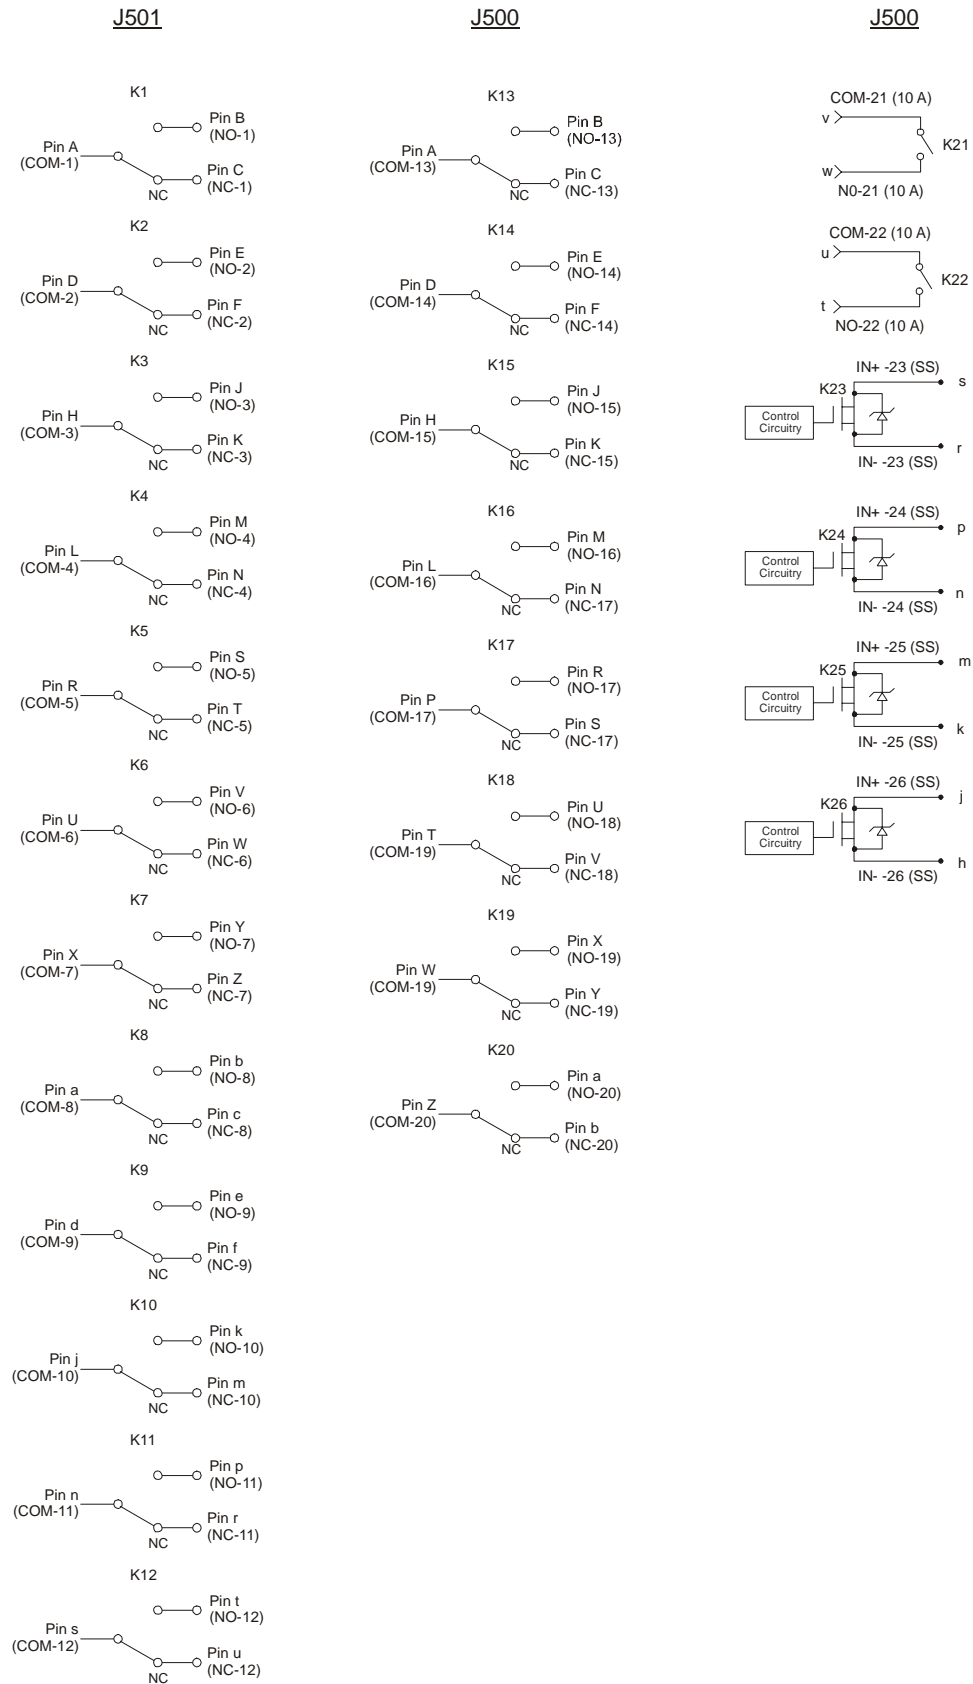 J501
K1
Pin B
(NO-1)
Pin A
(COM-1)
Pin C
(NC-1)
NC
K2
Pin E
(NO-2)
Pin D
(COM-2)
Pin F
(NC-2)
NC
K3
Pin J
(NO-3)
Pin H
(COM-3)
Pin K
(NC-3)
NC
K4
Pin M
(NO-4)
Pin L
(COM-4)
Pin N
(NC-4)
NC
K5
Pin S
(NO-5)
Pin R
(COM-5)
Pin T
(NC-5)
NC
K6
Pin V
(NO-6)
Pin U
(COM-6)
Pin W
(NC-6)
NC
K7
Pin Y
(NO-7)
Pin X
(COM-7)
Pin Z
(NC-7)
NC
K8
Pin b
(NO-8)
Pin a
(COM-8)
Pin c
(NC-8)
NC
K9
Pin e
(NO-9)
Pin d
(COM-9)
Pin f
(NC-9)
NC
K10
Pin k
(NO-10)
Pin j
(COM-10)
Pin m
(NC-10)
NC
K11
Pin p
(NO-11)
Pin n
(COM-11)
Pin r
(NC-11)
NC
K12
Pin t
(NO-12)
Pin s
(COM-12)
Pin u
(NC-12)
NC
J500
K13
Pin B
(NO-13)
Pin A
(COM-13)
Pin C
(NC-13)
NC
K14
Pin E
(NO-14)
Pin D
(COM-14)
Pin F
(NC-14)
NC
K15
Pin J
(NO-15)
Pin H
(COM-15)
Pin K
(NC-15)
NC
K16
Pin M
(NO-16)
Pin L
(COM-16)
Pin N
(NC-17)
NC
K17
Pin R
(NO-17)
Pin P
(COM-17)
Pin S
(NC-17)
NC
K18
Pin U
(NO-18)
Pin T
(COM-19)
Pin V
(NC-18)
NC
K19
Pin X
(NO-19)
Pin W
(COM-19)
Pin Y
(NC-19)
NC
K20
Pin a
(NO-20)
Pin Z
(COM-20)
Pin b
(NC-20)
NC
J500
COM-21 (10 A)
v
K21
w
N0-21 (10 A)
COM-22 (10 A)
u
K22
t
NO-22 (10 A)
IN+ -23 (SS)
s
K23
Control
Circuitry
r
IN- -23 (SS)
IN+ -24 (SS)
p
K24
Control
Circuitry
n
IN- -24 (SS)
IN+ -25 (SS)
m
K25
Control
Circuitry
k
IN- -25 (SS)
IN+ -26 (SS)
j
K26
Control
Circuitry
h
IN- -26 (SS)